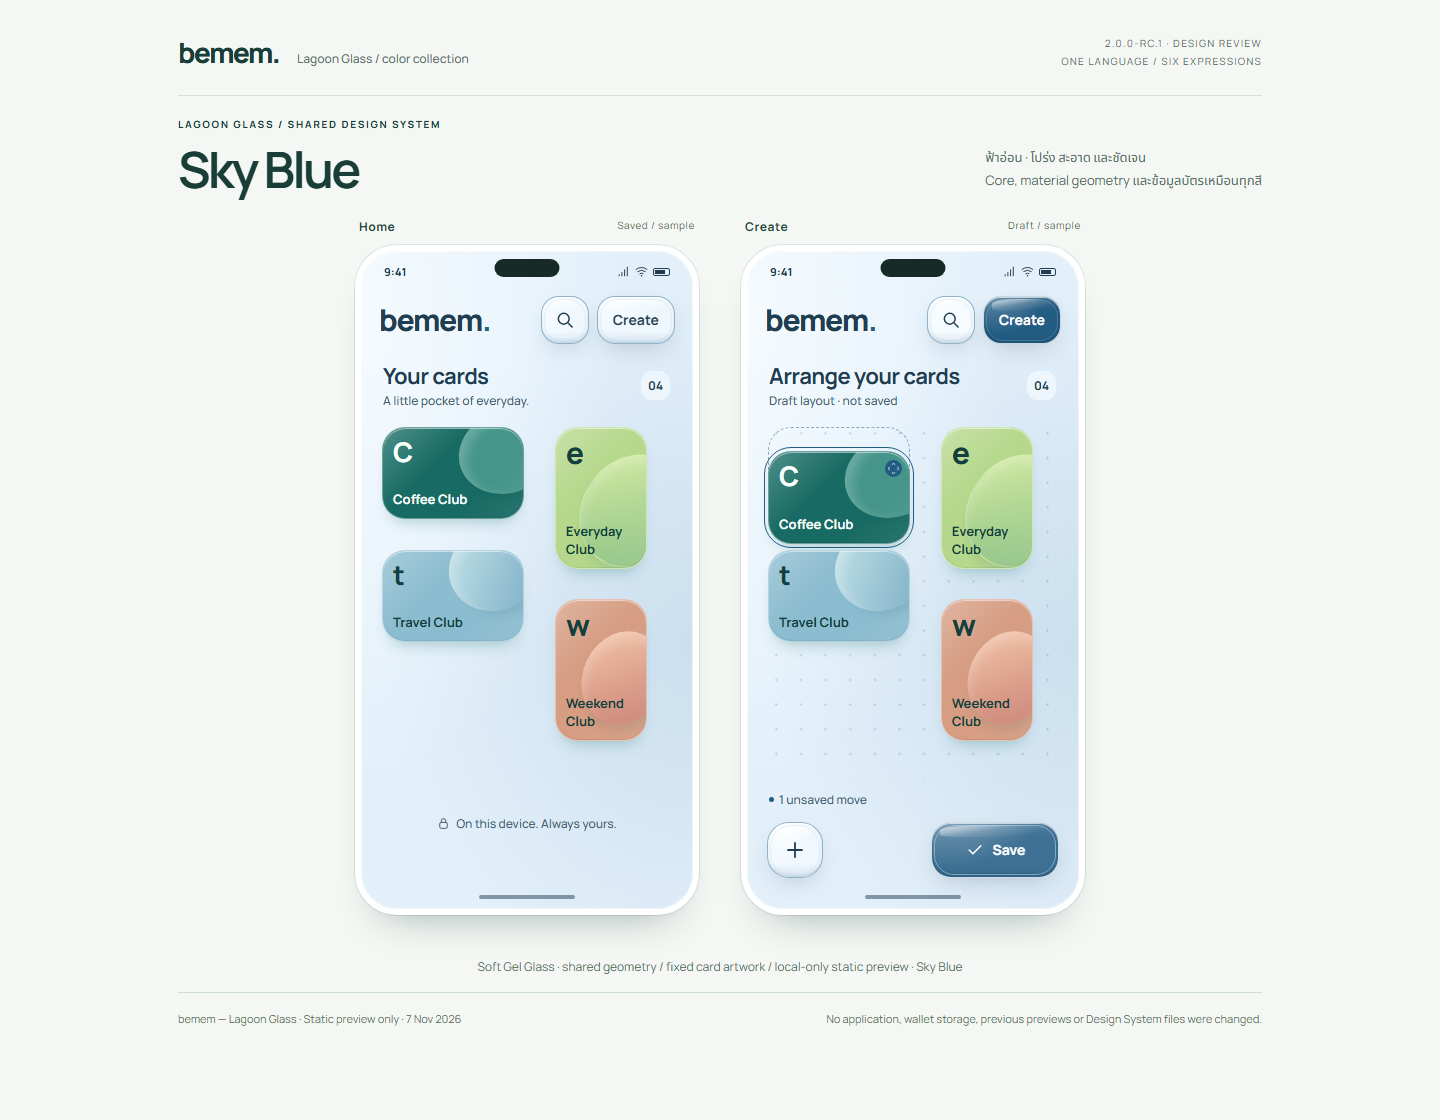 bemem.
Lagoon Glass / color collection
2.0.0-RC.1 · DESIGN REVIEW
ONE LANGUAGE / SIX EXPRESSIONS
LAGOON GLASS / SHARED DESIGN SYSTEM
Sky Blue
ฟ้าอ่อน · โปร่ง สะอาด และชัดเจน
Core, material geometry และข้อมูลบัตรเหมือนทุกสี
Home
Saved / sample
9:41
bemem.
Create
Your cards
A little pocket of everyday.
04
C
Coffee Club
e
Everyday
Club
t
Travel Club
w
Weekend
Club
On this device. Always yours.
Create
Draft / sample
9:41
bemem.
Create
Arrange your cards
Draft layout · not saved
04
C
Coffee Club
e
Everyday
Club
t
Travel Club
w
Weekend
Club
1 unsaved move
Save
Soft Gel Glass · shared geometry / fixed card artwork / local-only static preview · Sky Blue
bemem — Lagoon Glass · Static preview only · 7 Nov 2026
No application, wallet storage, previous previews or Design System files were changed.